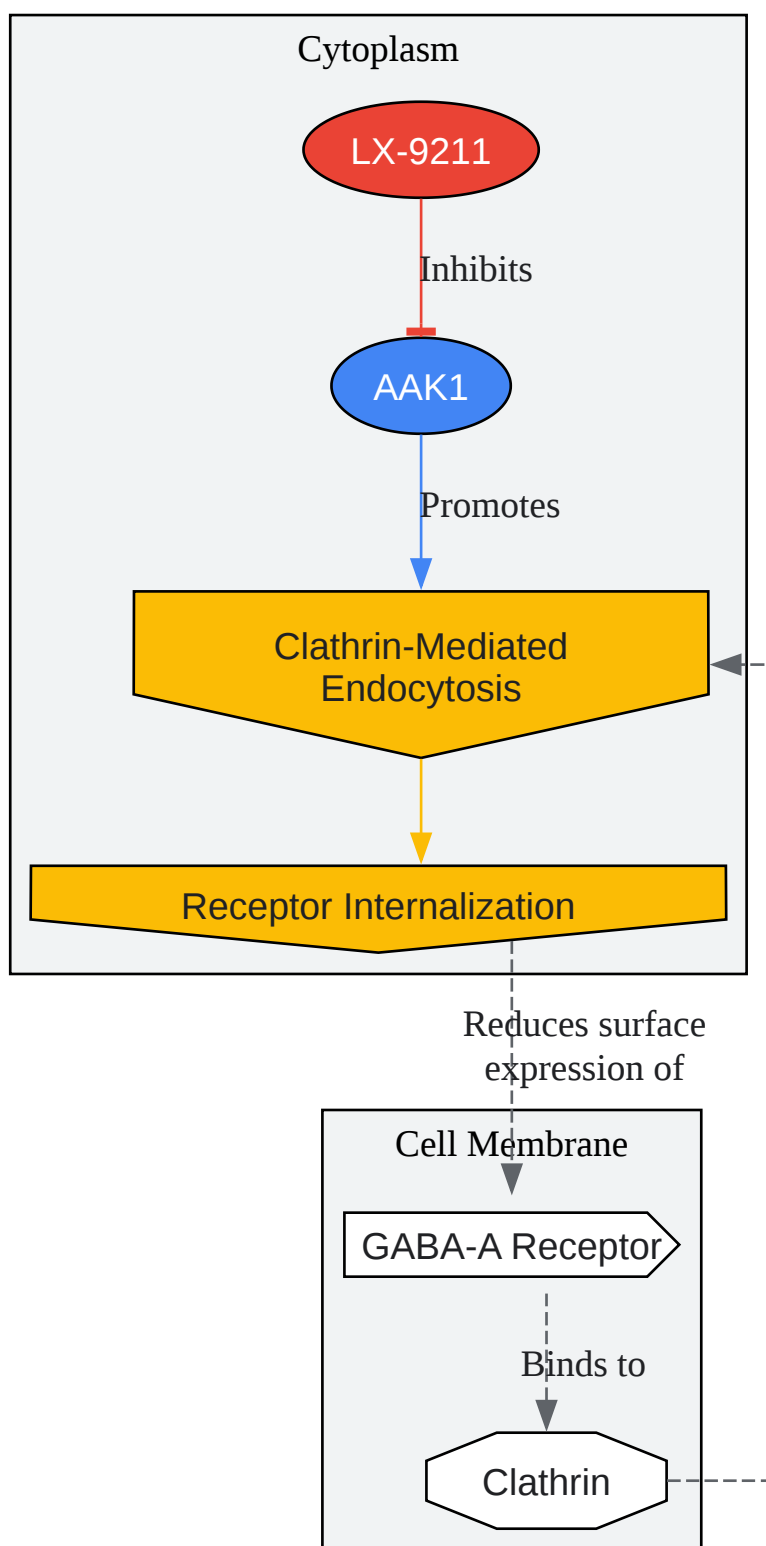 Cytoplasm
LX-9211
Inhibits
AAK1
Promotes
Clathrin-Mediated
Endocytosis
Receptor Internalization
Reduces surface
expression of
Cell Membrane
GABA-A Receptor
Binds to
Clathrin